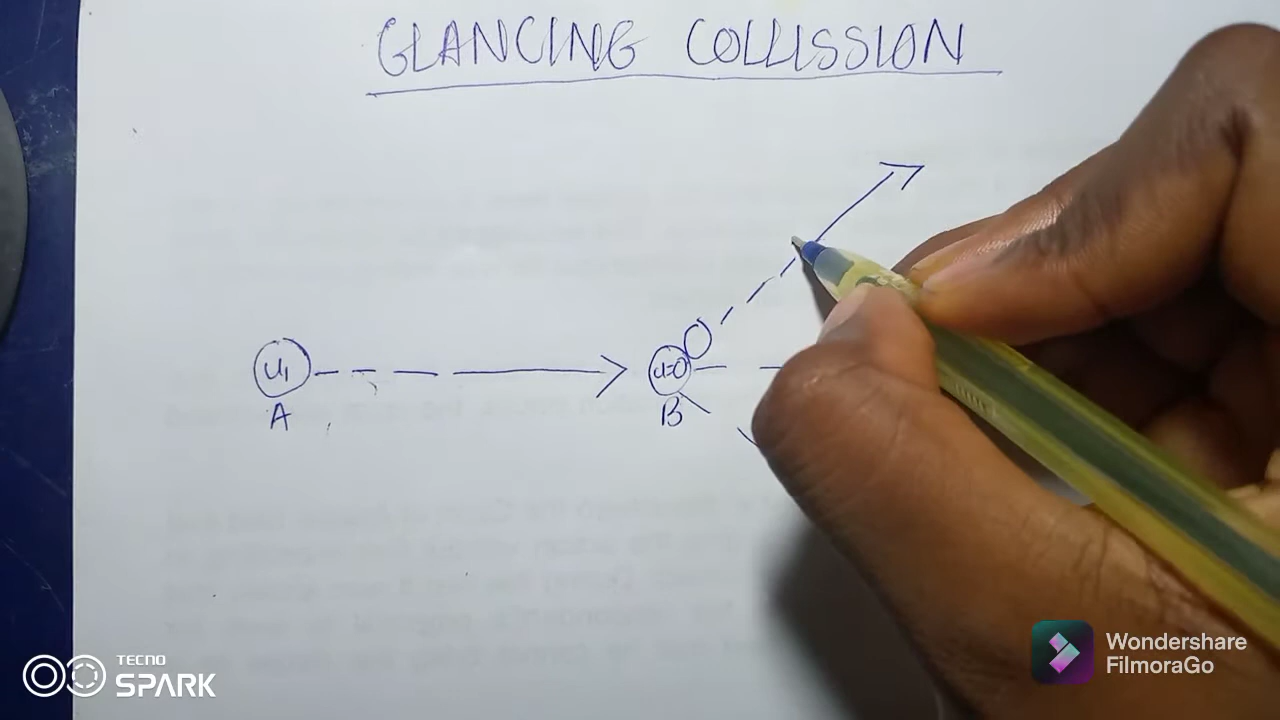 GLANCING COLLISSION
U₁
u=0
A
B
TECNO
SPARK
Wondershare
FilmoraGo